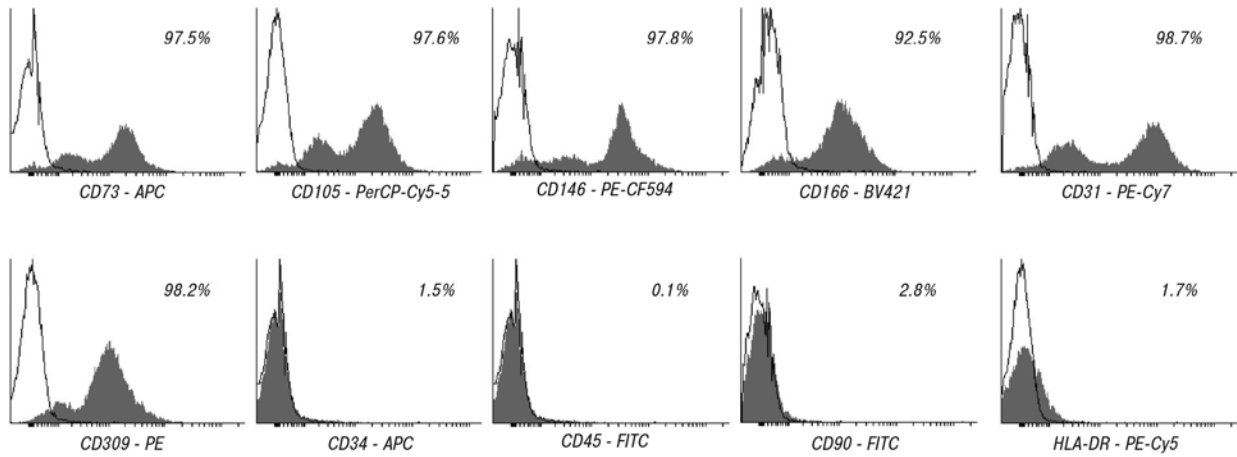 97.5%
97.6%
97.8%
92.5%
98.7%
CD73 - APC
CD105 - PerCP-Cy5-5
CD146 - PE-CF594
CD166 - BV421
CD31 - PE-Cy7
98.2%
1.5%
0.1%
2.8%
1.7%
CD309 - PE
CD34 - APC
CD45 - FITC
CD90 - FITC
HLA-DR - PE-Cy5